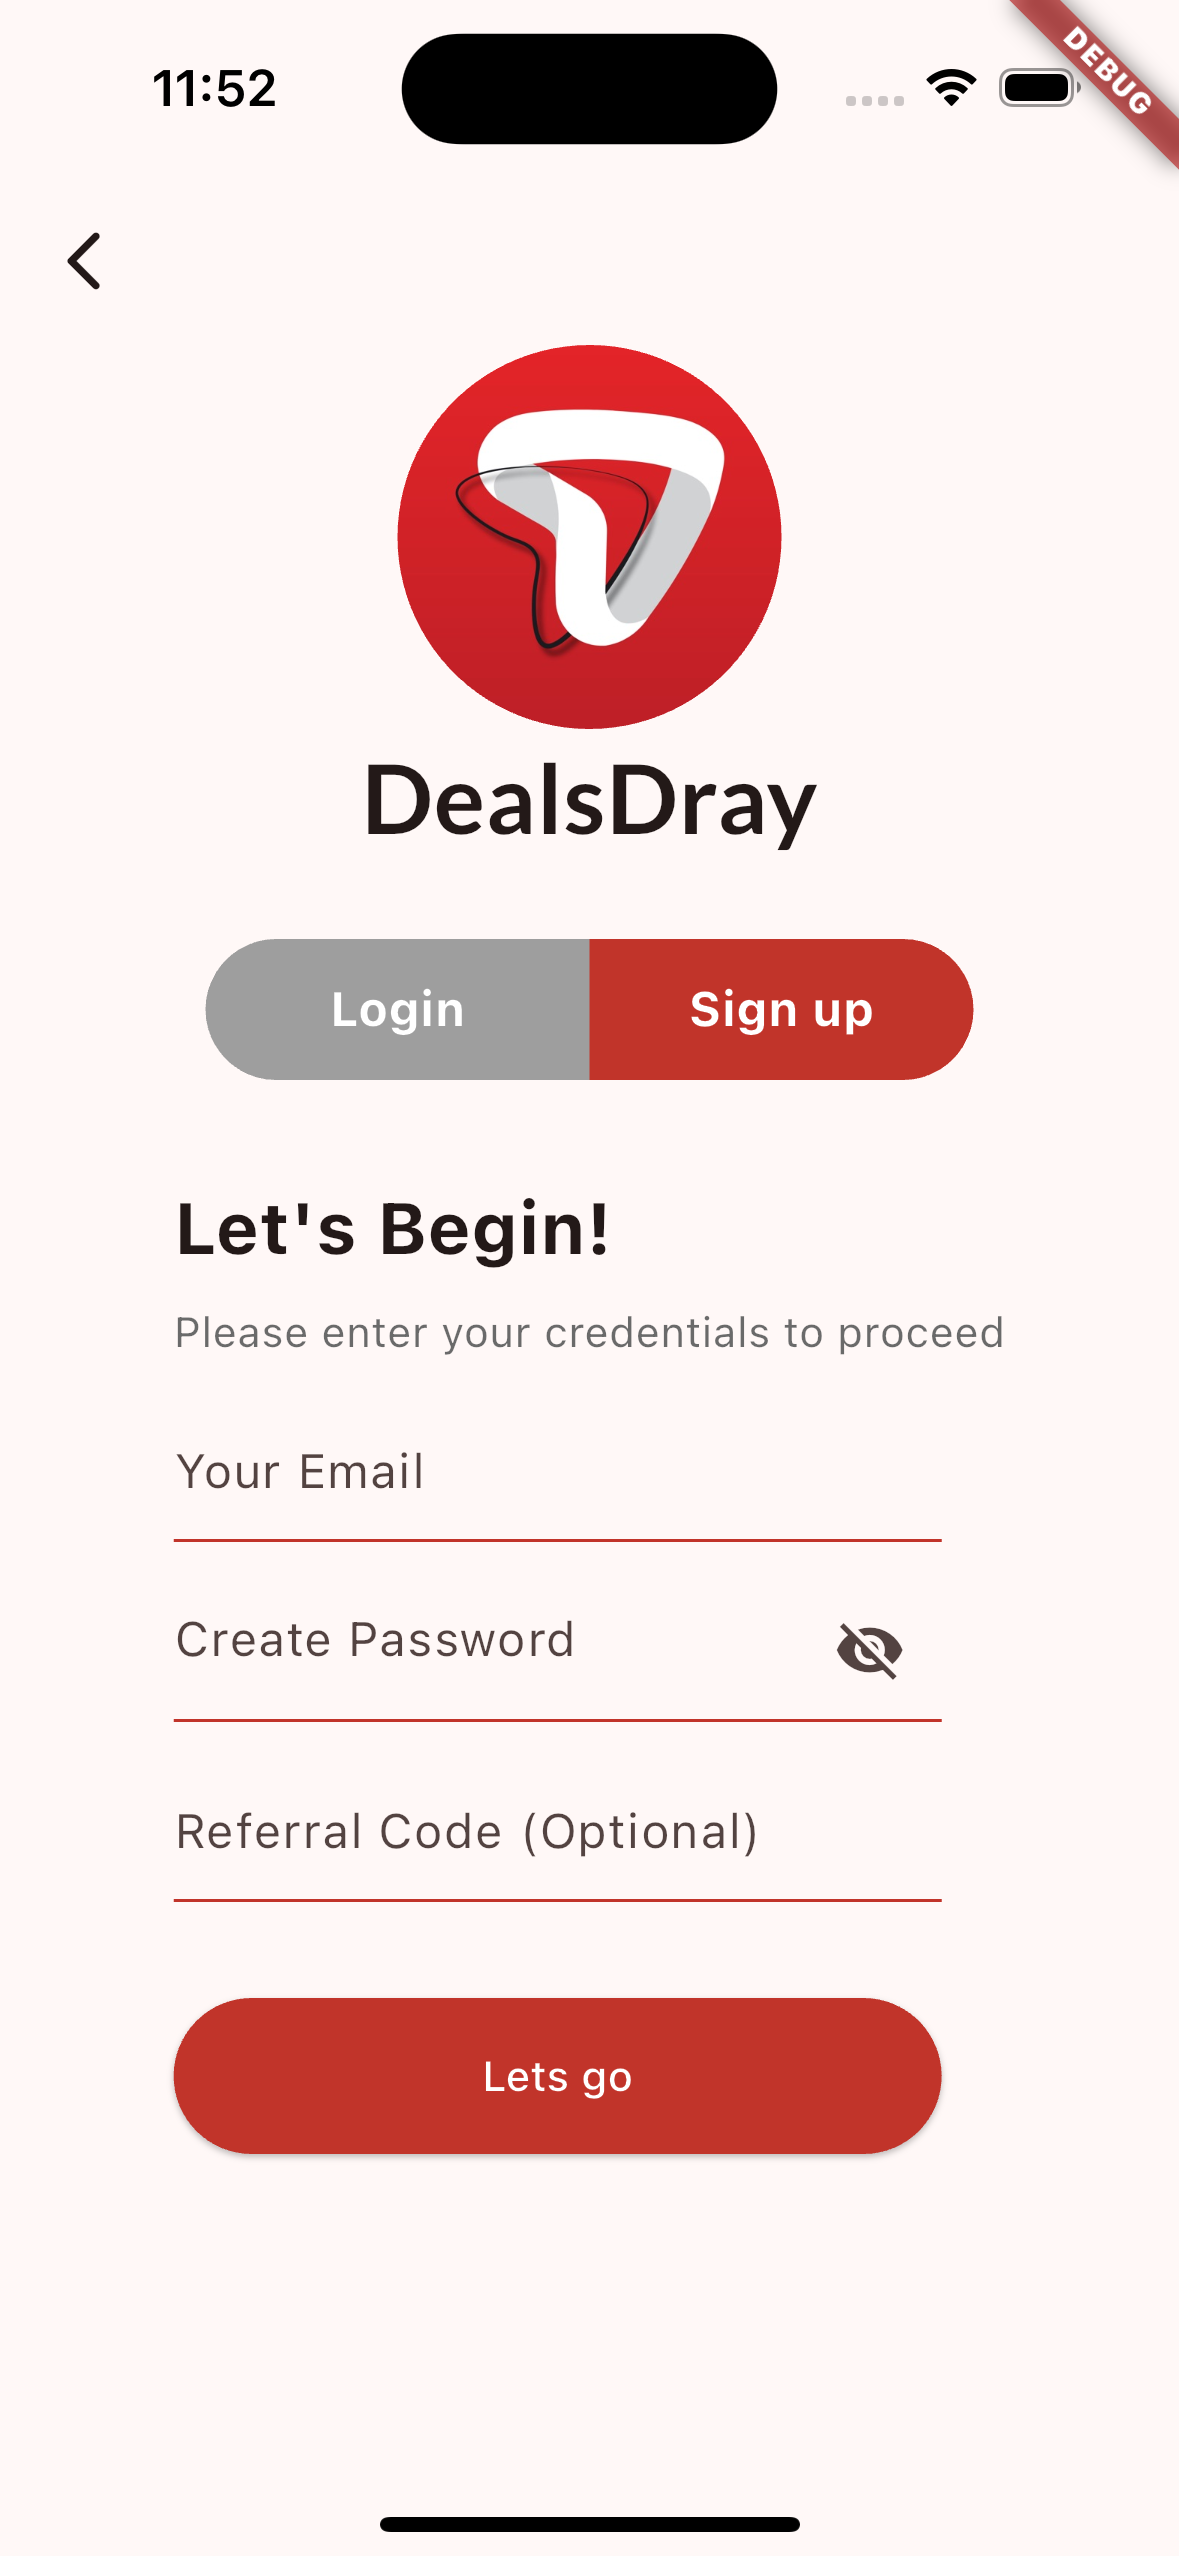 11:52
DEBUG
DealsDray
Login
Sign up
Let's Begin!
Please enter your credentials to proceed
Your Email
Create Password
Referral Code (Optional)
Lets go